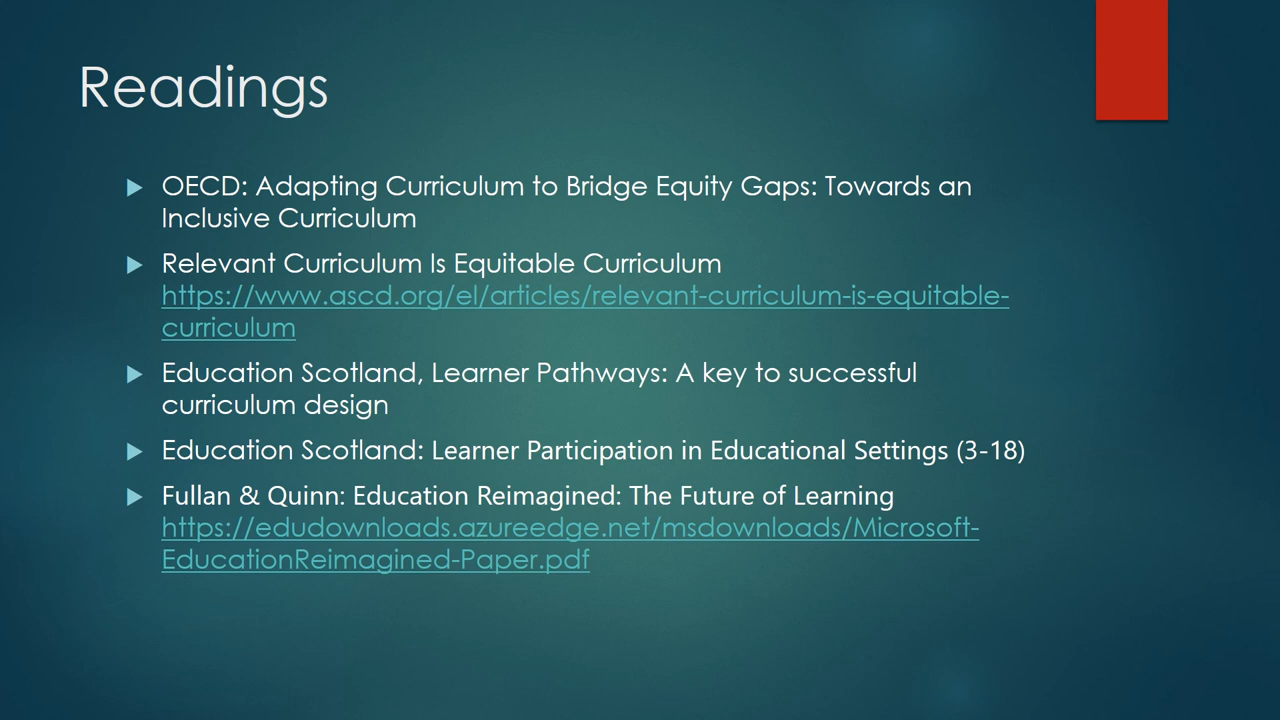 Readings
OECD: Adapting Curriculum to Bridge Equity Gaps: Towards an
Inclusive Curriculum
Relevant Curriculum Is Equitable Curriculum
https://www.ascd.org/el/articles/relevant-curriculum-is-equitable-
curriculum
Education Scotland, Learner Pathways: A key to successful
curriculum design
Education Scotland: Learner Participation in Educational Settings (3-18)
Fullan & Quinn: Education Reimagined: The Future of Learning
https://edudownloads.azureedge.net/msdownloads/Microsoft-
EducationReimagined-Paper.pdf